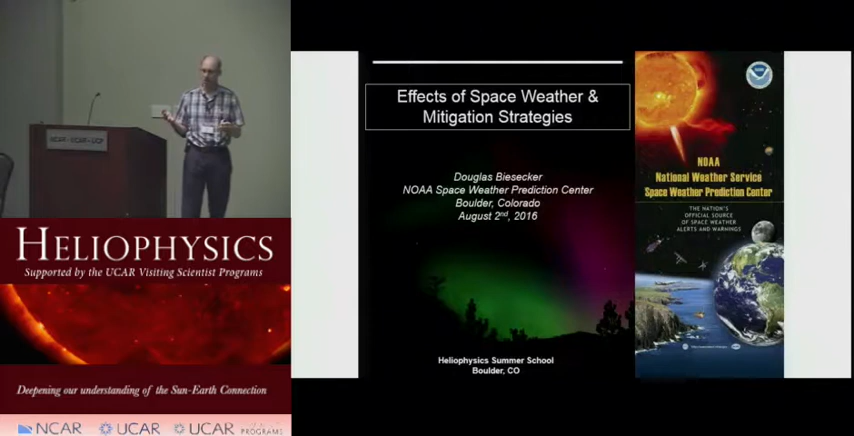 HELIOPHYSICS
Supported by the UCAR Visiting Scientist Programs
Deepening our understanding of the Sun-Earth Connection
NCAR UCAR UCAR
PROGRAMS
Effects of Space Weather &
Mitigation Strategies
Douglas Biesecker
NOAA Space Weather Prediction Center
Boulder, Colorado
August 2nd, 2016
Heliophysics Summer School
Boulder, CO
NOAA
National Weather Service
Space Weather Prediction Center
THE NATION'S
OFFICIAL SOURCE
OF SPACE WEATHER
ALERTS AND WARNINGS